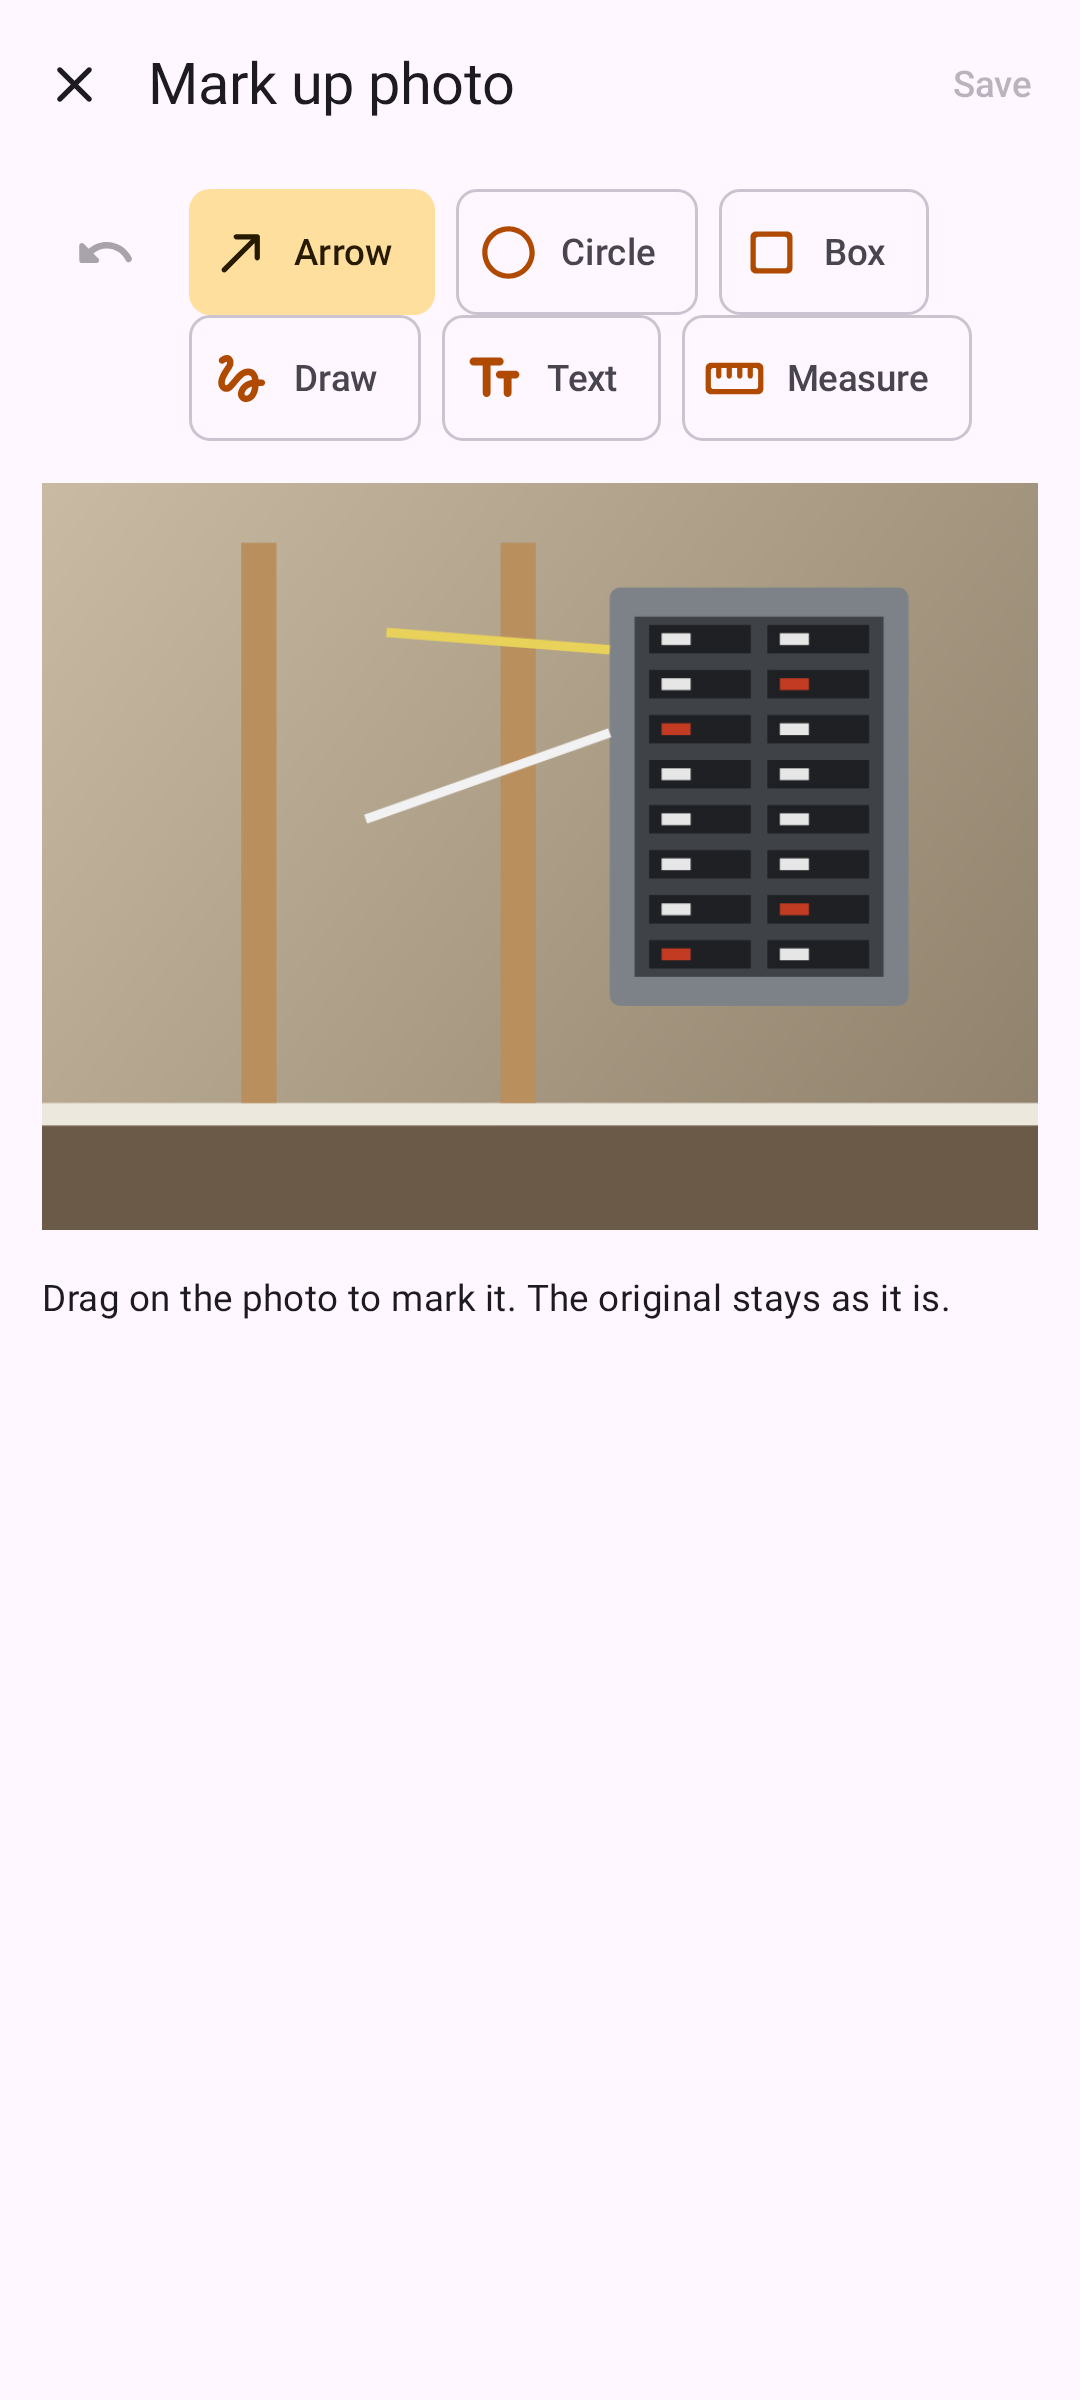 Mark up photo
Save
Arrow
Circle
Box
Draw
Text
Measure
Drag on the photo to mark it. The original stays as it is.